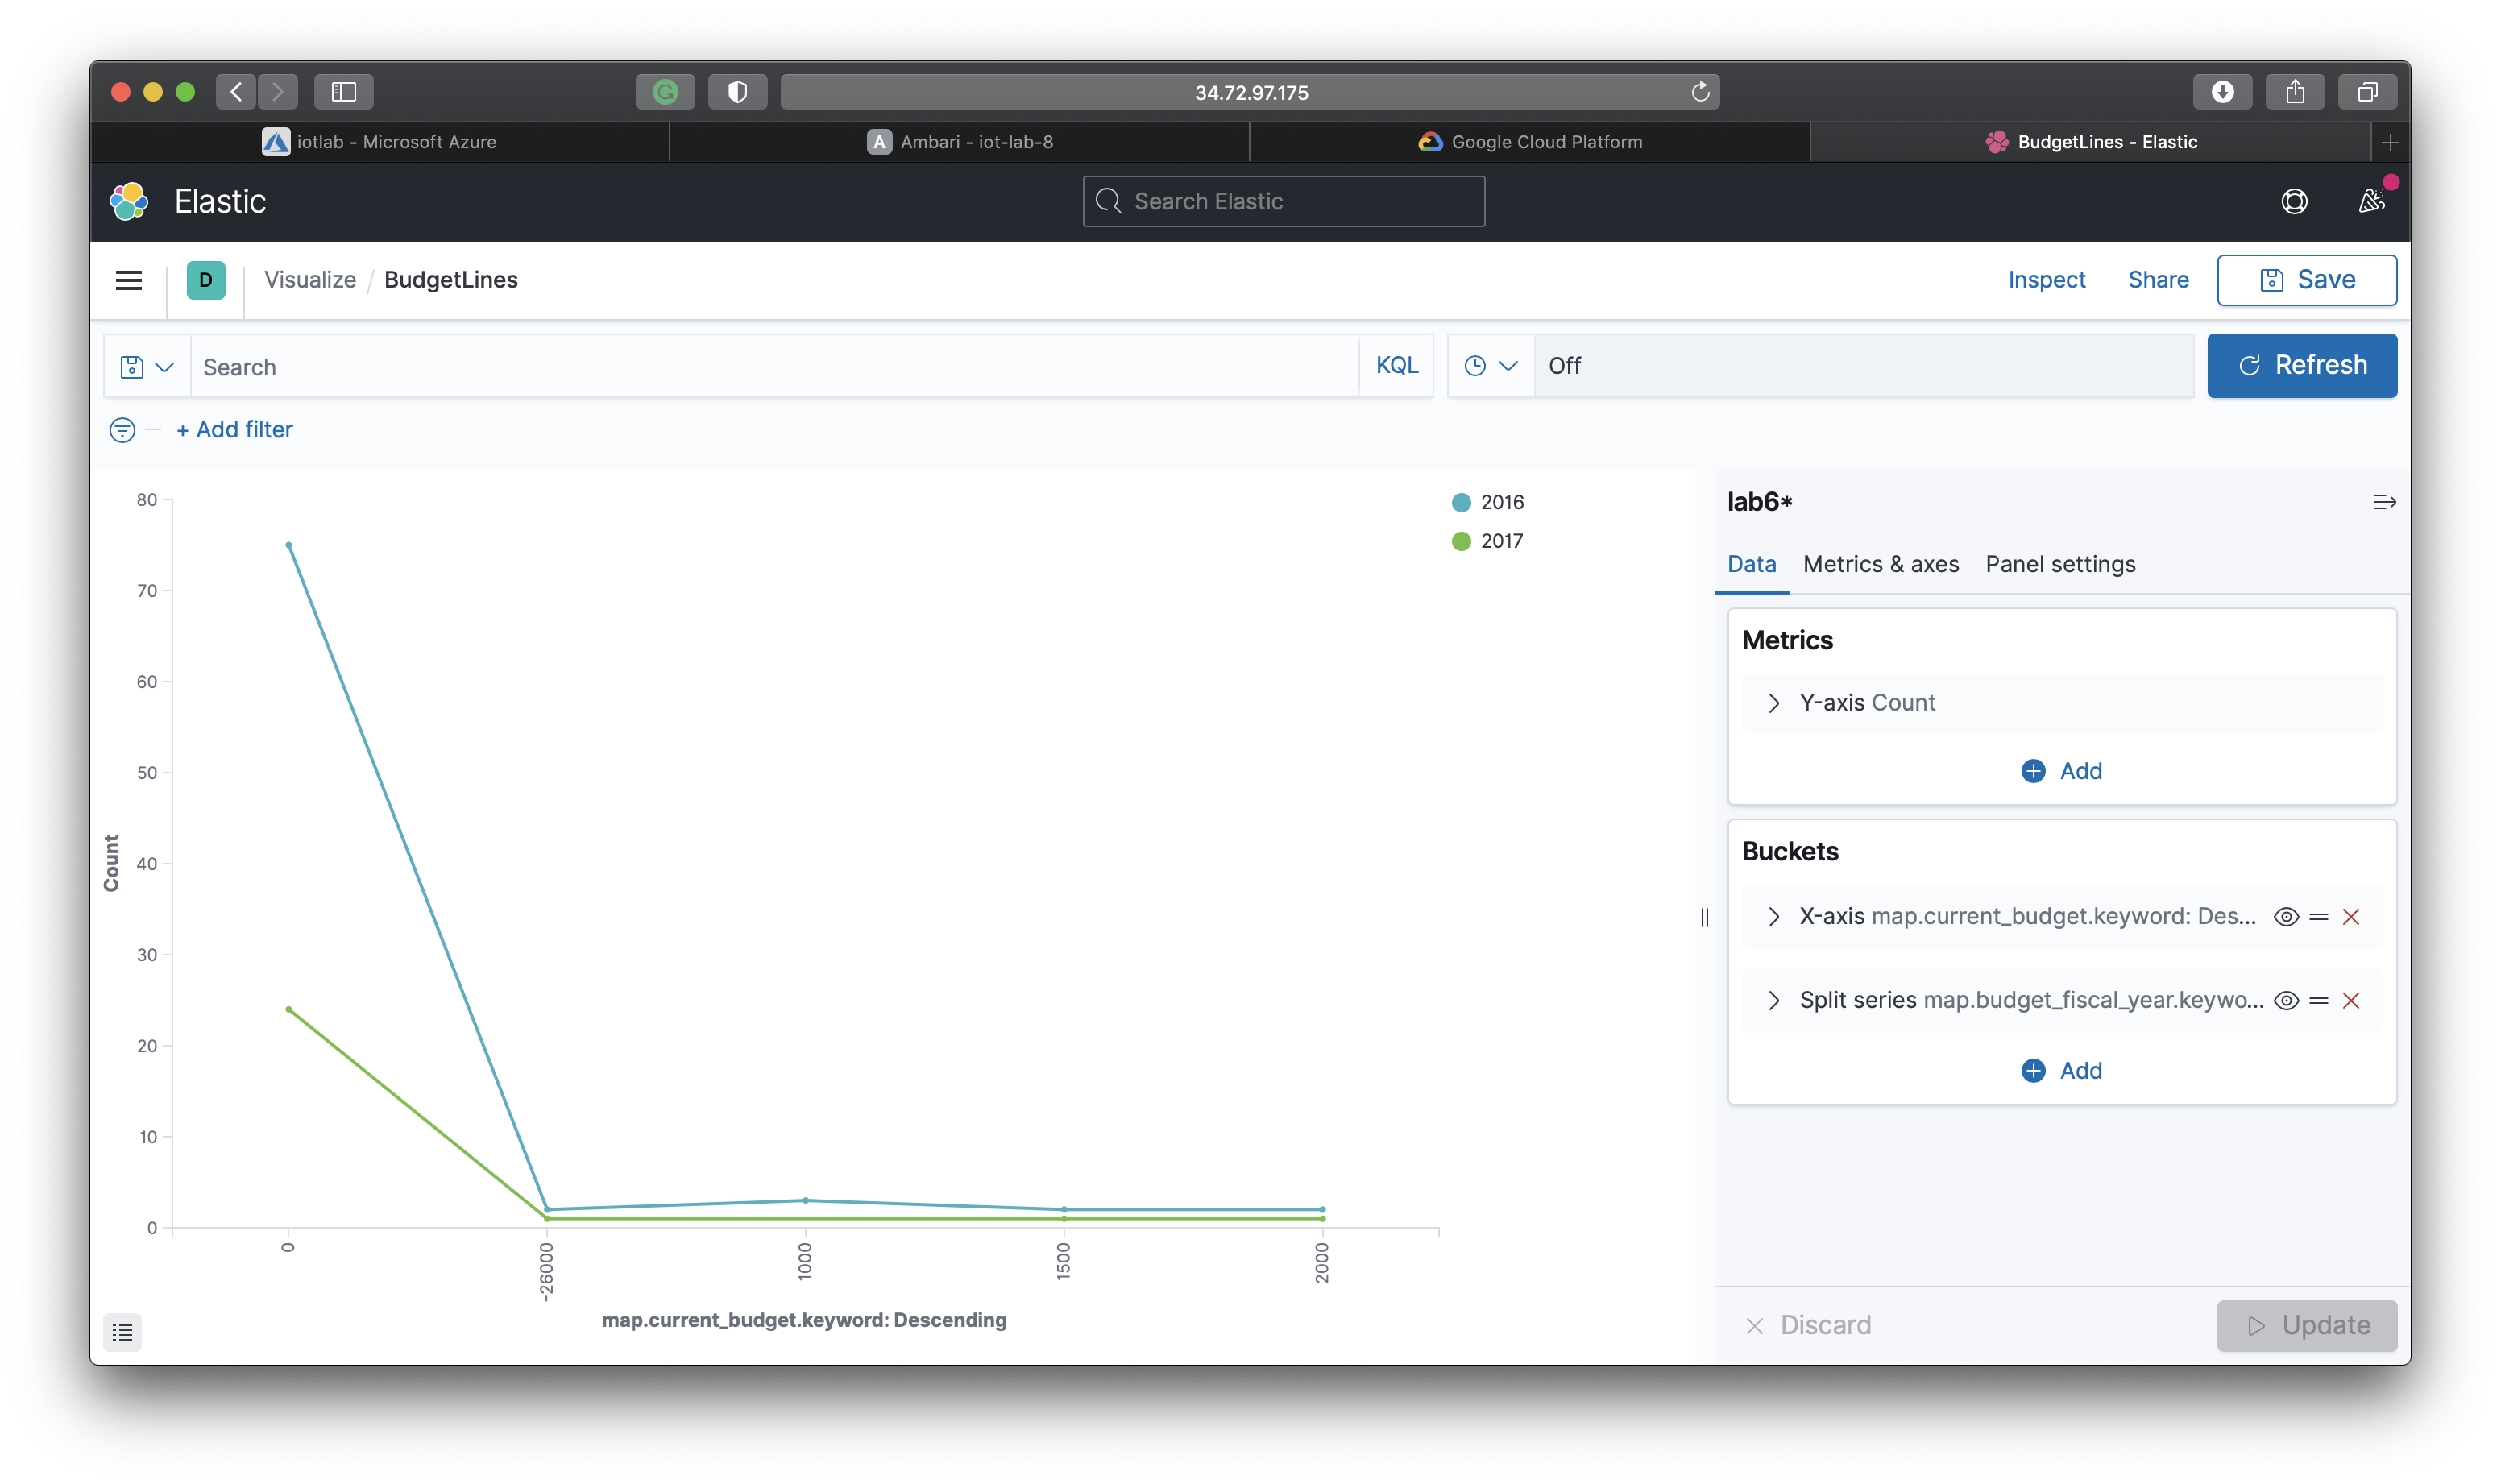 34.72.97.175
iotlab - Microsoft Azure
A Ambari - iot-lab-8
Google Cloud Platform
BudgetLines - Elastic
Elastic
Search Elastic
D Visualize / BudgetLines
Inspect Share Save
Search KQL Off Refresh
+ Add filter
80
70
60
50
40
30
20
10
0
Count
0
-26000
1000
1500
2000
map.current_budget.keyword: Descending
2016
2017
lab6*
Data Metrics & axes Panel settings
Metrics
Y-axis Count
Add
Buckets
X-axis map.current_budget.keyword: Des...
Split series map.budget_fiscal_year.keywo...
Add
Discard Update